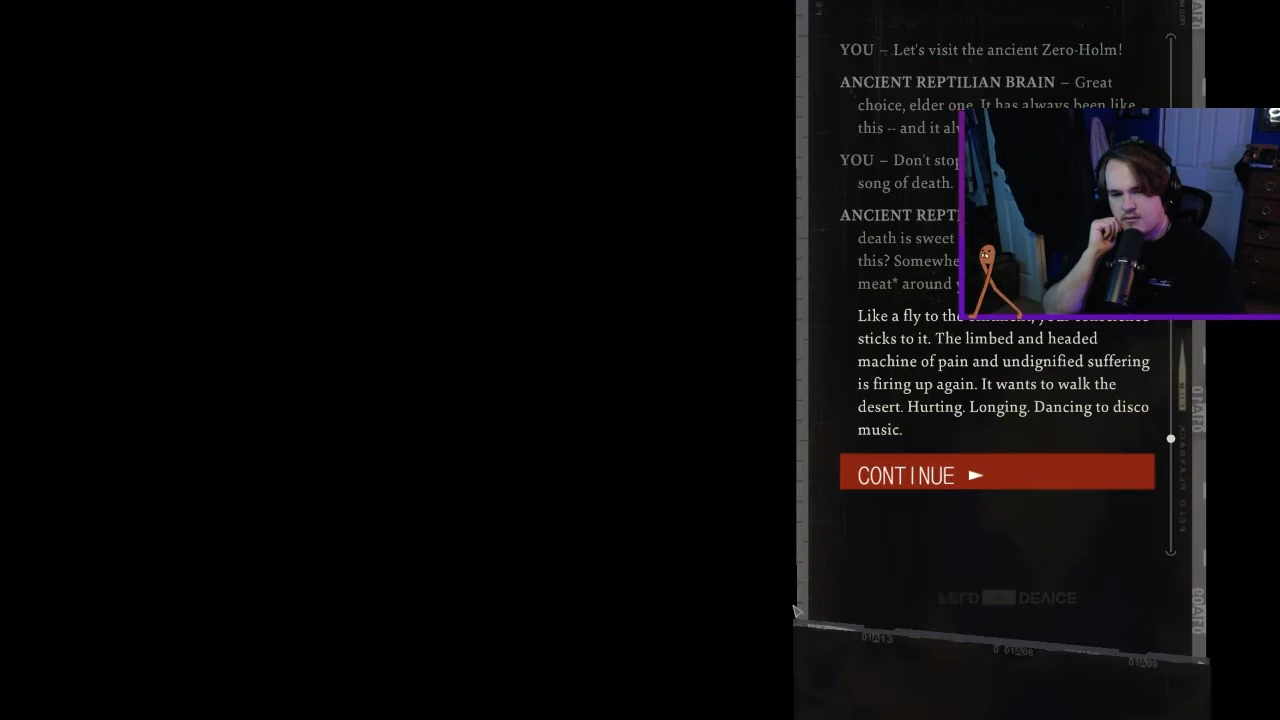 YOU – Let's visit the ancient Zero-Holm!
ANCIENT REPTILIAN BRAIN – Great
choice, elder one. It has always been like
this -- and it
YOU – Don't stop
song of death.
ANCIENT
death is sweet
this?
meat* around
Like a fly to the
sticks to it. The limbed and headed
machine of pain and undignified suffering
is firing up again. It wants to walk the
desert. Hurting. Longing. Dancing to disco
music.
CONTINUE ►